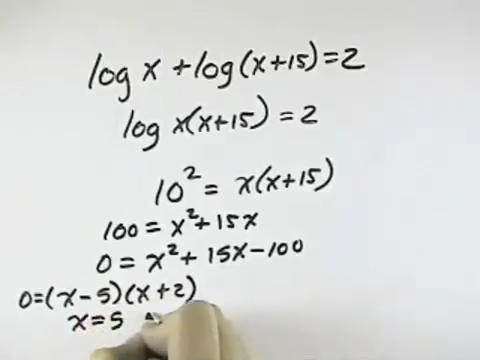 log x + log (x+15) = 2
log x(x+15) = 2
10² = x(x+15)
100 = x² + 15x
0 = x² + 15x - 100
0=(x-5)(x+2)
x=5